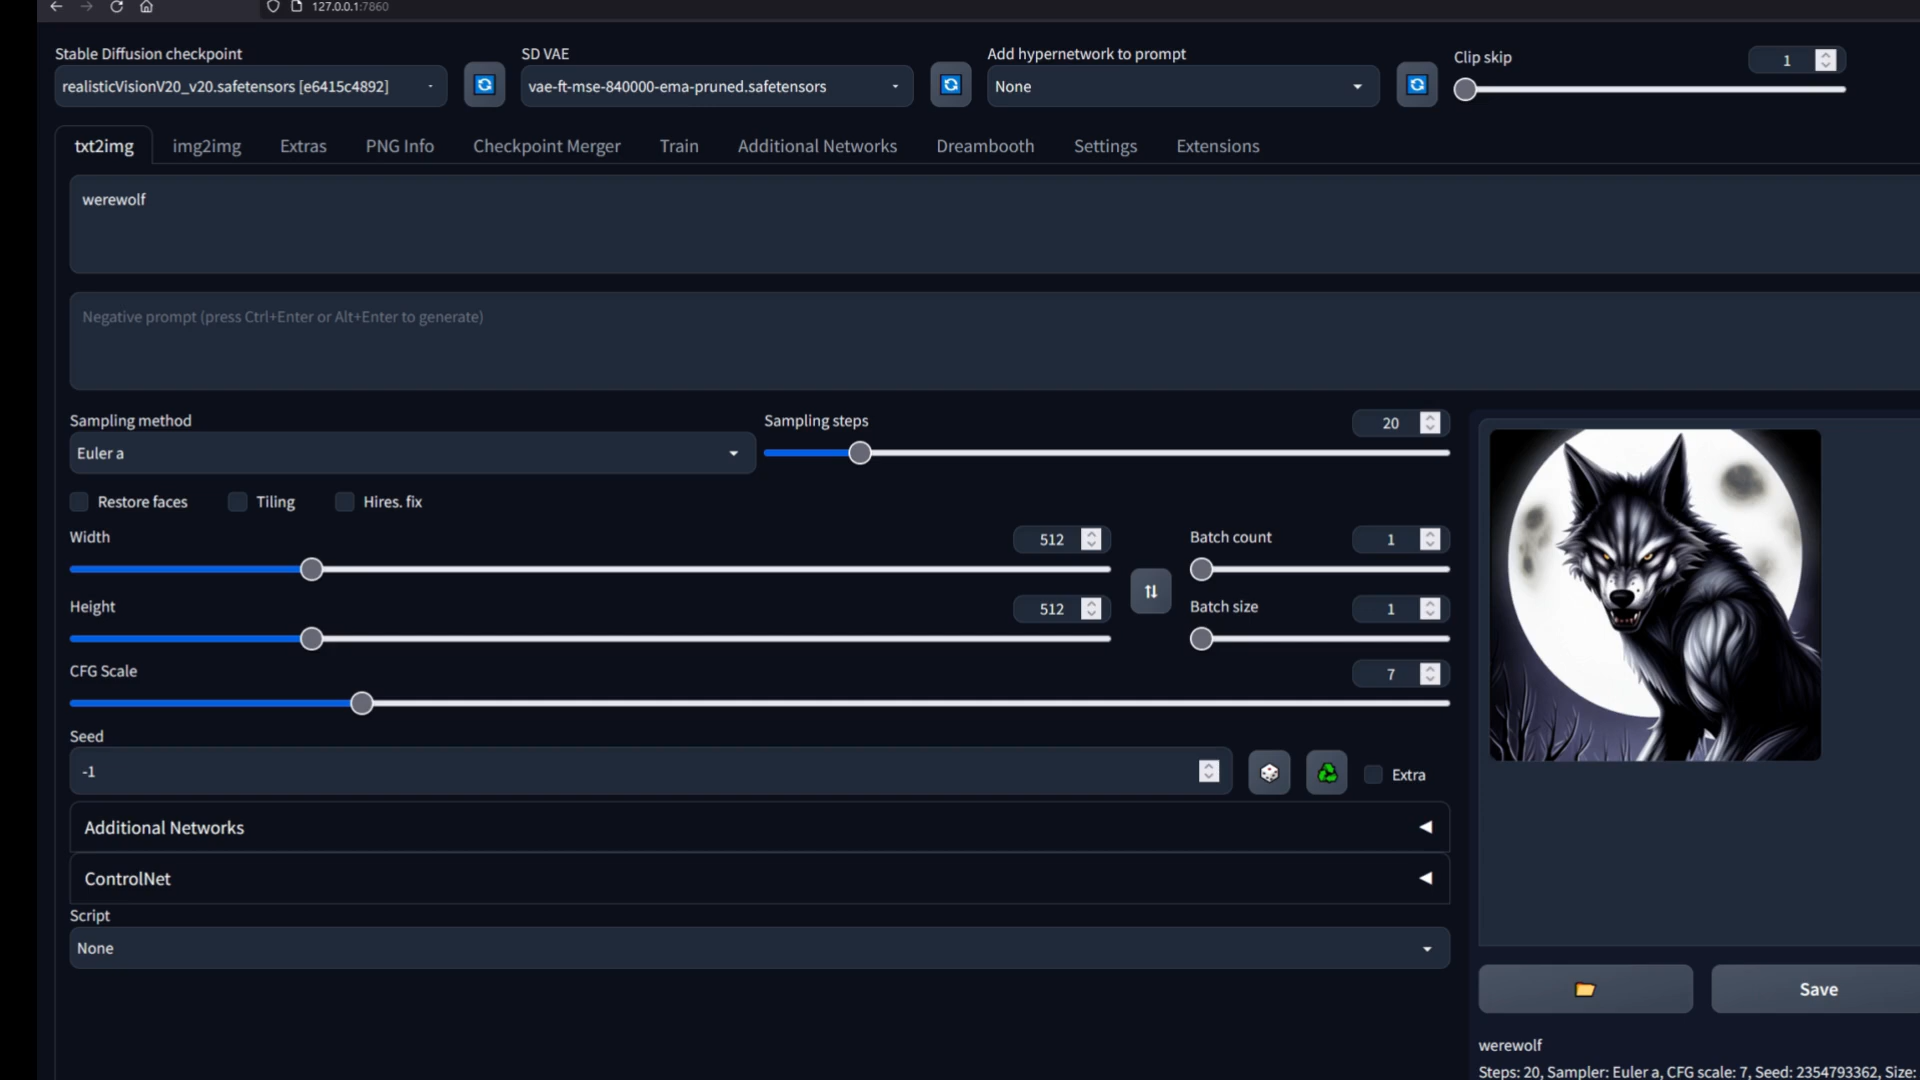 127.0.0.1:7860
Stable Diffusion checkpoint
SD VAE
Add hypernetwork to prompt
Clip skip
1
realisticVisionV20_v20.safetensors [e6415c4892]
vae-ft-mse-840000-ema-pruned.safetensors
None
txt2img
img2img
Extras
PNG Info
Checkpoint Merger
Train
Additional Networks
Dreambooth
Settings
Extensions
werewolf
Negative prompt (press Ctrl+Enter or Alt+Enter to generate)
Sampling method
Sampling steps
20
Euler a
Restore faces
Tiling
Hires. fix
Width
512
Batch count
1
Height
512
Batch size
1
CFG Scale
7
Seed
-1
Extra
Additional Networks
ControlNet
Script
None
Save
werewolf
Steps: 20, Sampler: Euler a, CFG scale: 7, Seed: 2354793362, Size: